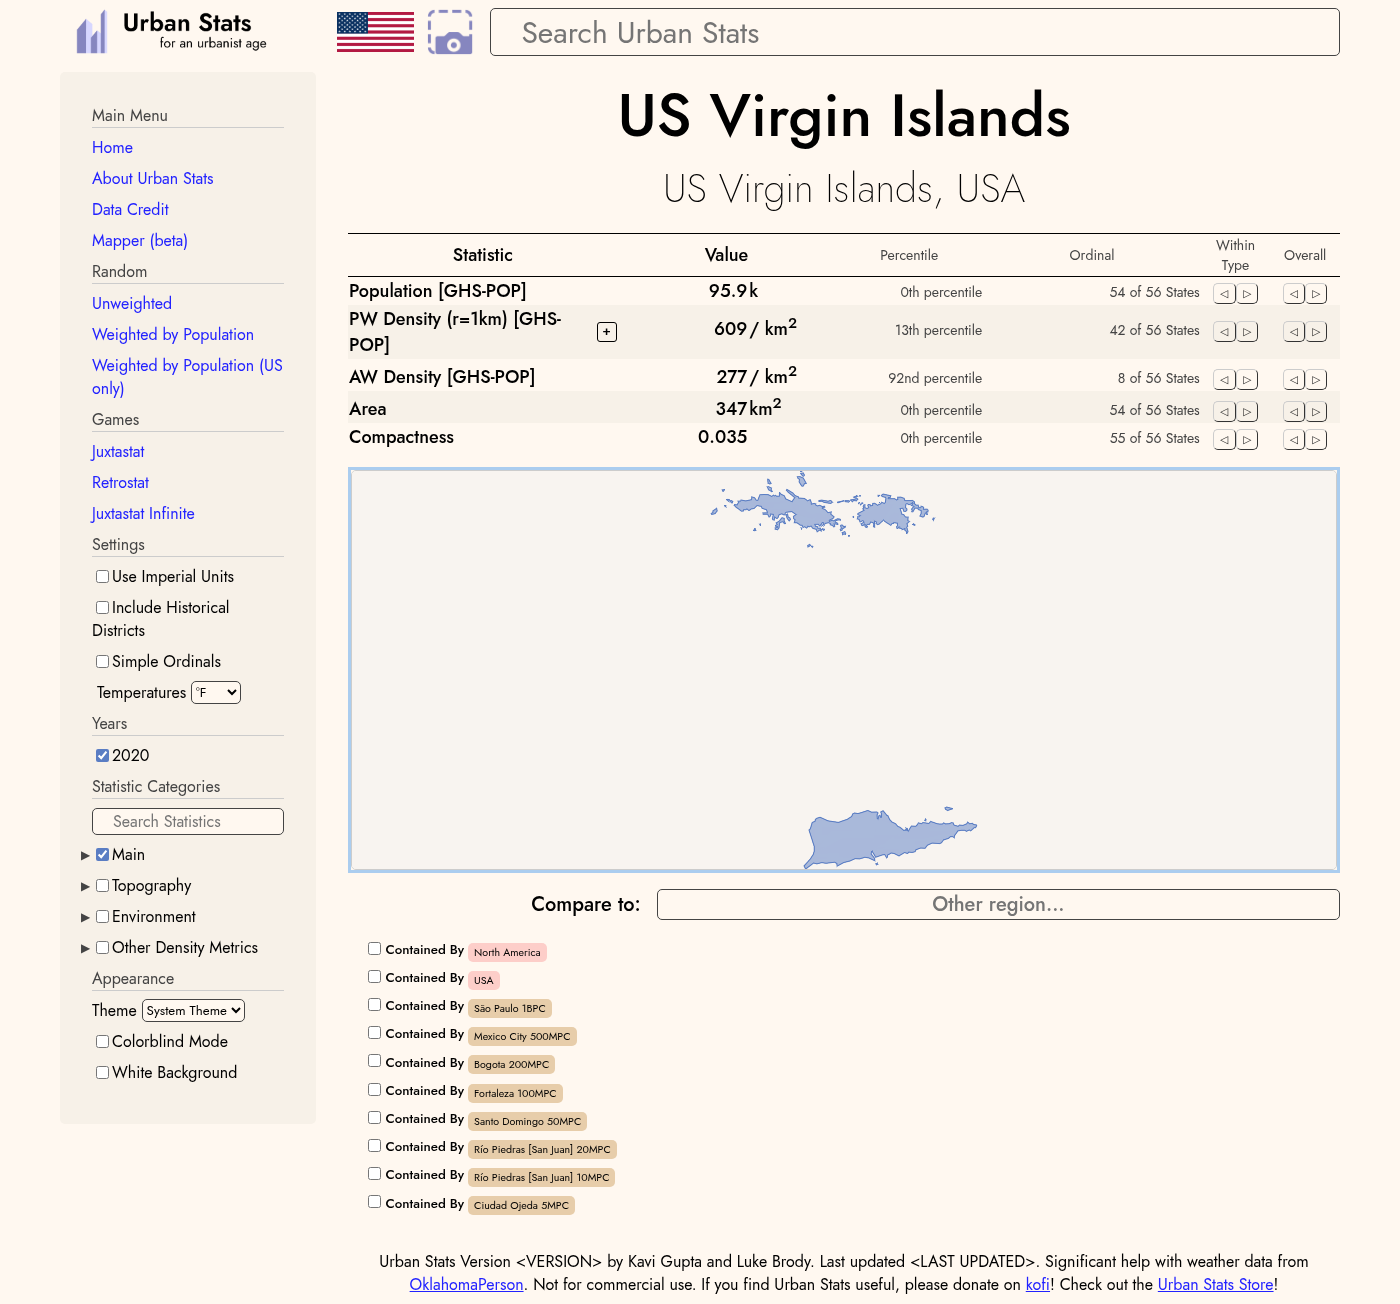 Urban Stats
for an urbanist age
Search Urban Stats
Main Menu
Home
About Urban Stats
Data Credit
Mapper (beta)
Random
Unweighted
Weighted by Population
Weighted by Population (US
only)
Games
Juxtastat
Retrostat
Juxtastat Infinite
Settings
Use Imperial Units
Include Historical
Districts
Simple Ordinals
Temperatures °F
Years
2020
Statistic Categories
Search Statistics
Main
Topography
Environment
Other Density Metrics
Appearance
Theme System Theme
Colorblind Mode
White Background
US Virgin Islands
US Virgin Islands, USA
Statistic Value Percentile Ordinal Within Type Overall
Population [GHS-POP] 95.9 k 0th percentile 54 of 56 States
PW Density (r=1km) [GHS-
POP] + 609 / km² 13th percentile 42 of 56 States
AW Density [GHS-POP] 277 / km² 92nd percentile 8 of 56 States
Area 347 km² 0th percentile 54 of 56 States
Compactness 0.035 0th percentile 55 of 56 States
Compare to: Other region...
Contained By North America
Contained By USA
Contained By São Paulo 1BPC
Contained By Mexico City 500MPC
Contained By Bogota 200MPC
Contained By Fortaleza 100MPC
Contained By Santo Domingo 50MPC
Contained By Río Piedras [San Juan] 20MPC
Contained By Río Piedras [San Juan] 10MPC
Contained By Ciudad Ojeda 5MPC
Urban Stats Version <VERSION> by Kavi Gupta and Luke Brody. Last updated <LAST UPDATED>. Significant help with weather data from
OklahomaPerson. Not for commercial use. If you find Urban Stats useful, please donate on kofi! Check out the Urban Stats Store!